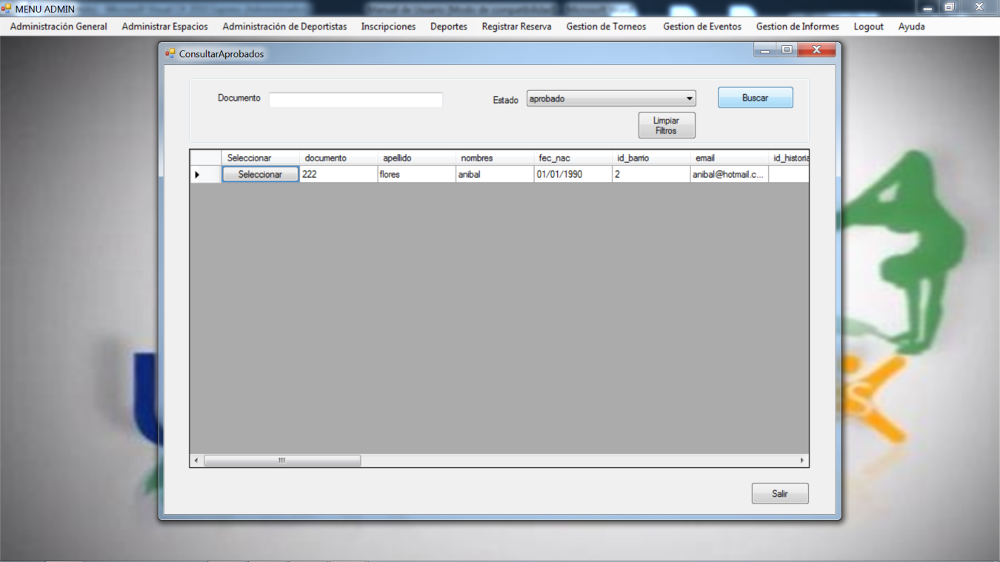 MENU ADMIN
Administración General Administrar Espacios Administración de Deportistas Inscripciones Deportes Registrar Reserva Gestion de Torneos Gestion de Eventos Gestion de Informes Logout Ayuda
ConsultarAprobados
Documento Estado aprobado Buscar
Limpiar
Filtros
Seleccionar documento apellido nombres fec_nac id_barrio email id_historia
Seleccionar 222 flores anibal 01/01/1990 2 anibal@hotmail.c...
Salir